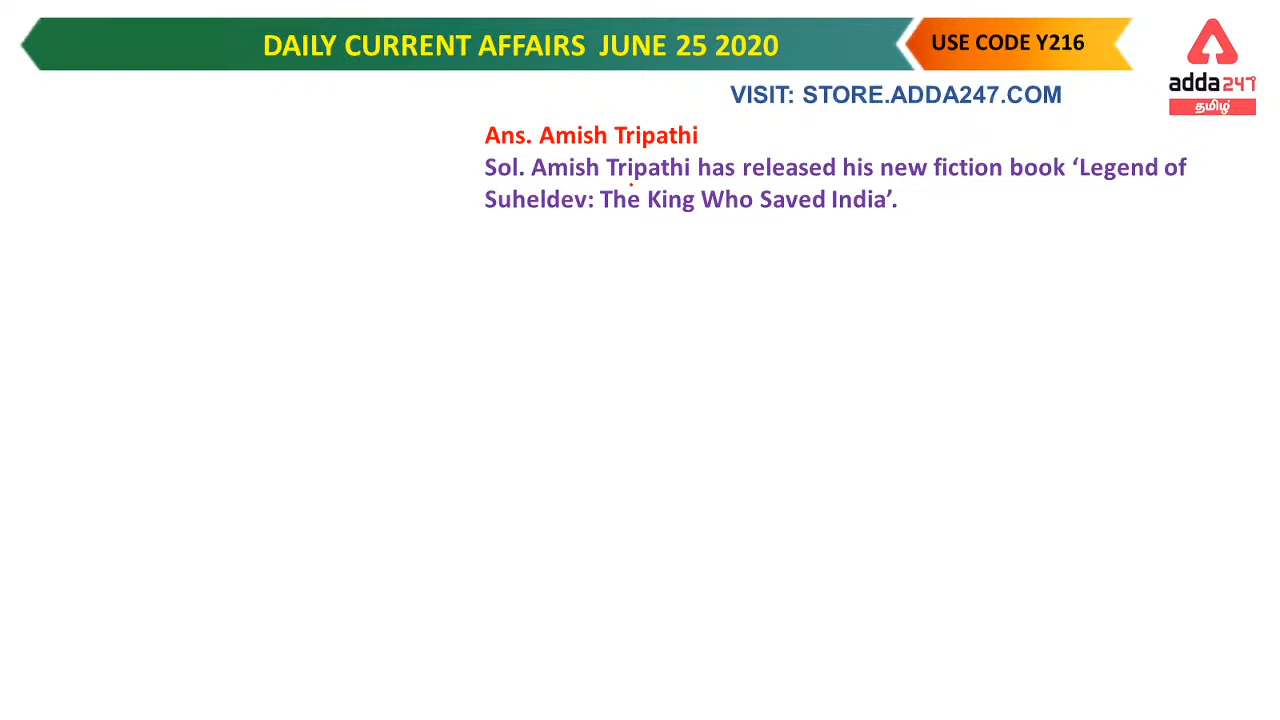 DAILY CURRENT AFFAIRS JUNE 25 2020
USE CODE Y216
adda247
தமிழ்
VISIT: STORE.ADDA247.COM
Ans. Amish Tripathi
Sol. Amish Tripathi has released his new fiction book ‘Legend of
Suheldev: The King Who Saved India’.